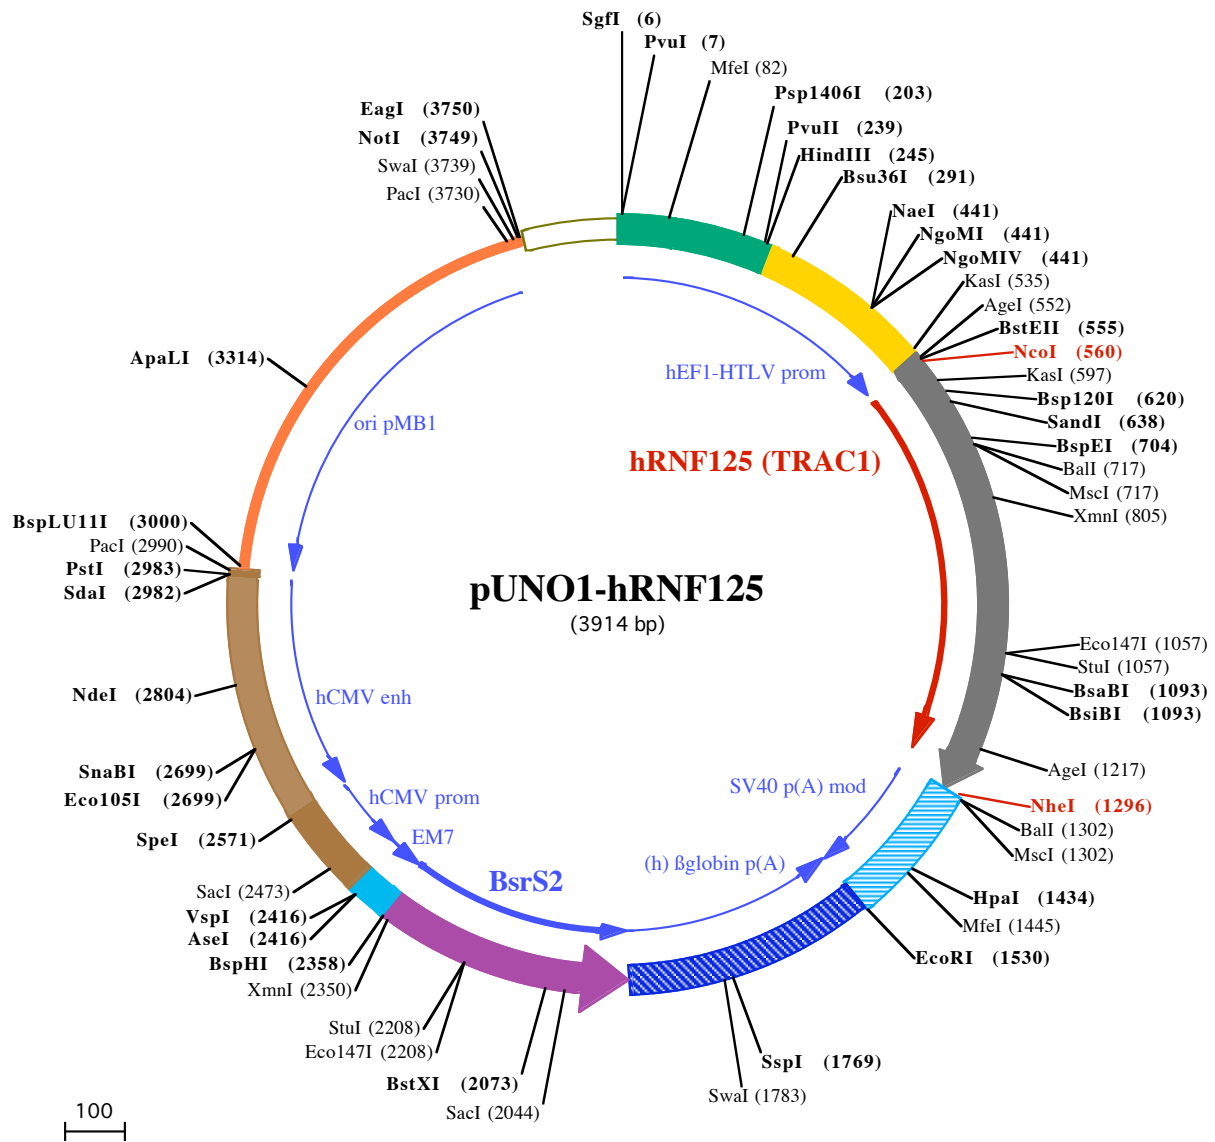 SgfI (6)
PvuI (7)
MfeI (82)
Psp1406I (203)
PvuII (239)
HindIII (245)
Bsu36I (291)
NaeI (441)
NgoMI (441)
NgoMIV (441)
KasI (535)
AgeI (552)
BstEII (555)
NcoI (560)
KasI (597)
Bsp120I (620)
SandI (638)
BspEI (704)
BalI (717)
MscI (717)
XmnI (805)
Eco147I (1057)
StuI (1057)
BsaBI (1093)
BsiBI (1093)
AgeI (1217)
NheI (1296)
BalI (1302)
MscI (1302)
HpaI (1434)
MfeI (1445)
EcoRI (1530)
SspI (1769)
SwaI (1783)
SacI (2044)
BstXI (2073)
Eco147I (2208)
StuI (2208)
XmnI (2350)
BspHI (2358)
AseI (2416)
VspI (2416)
SacI (2473)
SpeI (2571)
Eco105I (2699)
SnaBI (2699)
NdeI (2804)
SdaI (2982)
PstI (2983)
PacI (2990)
BspLU11I (3000)
ApaLI (3314)
PacI (3730)
SwaI (3739)
NotI (3749)
EagI (3750)
hEF1-HTLV prom
hRNF125 (TRAC1)
SV40 p(A) mod
(h) ßglobin p(A)
BsrS2
EM7
hCMV prom
hCMV enh
ori pMB1
pUNO1-hRNF125
(3914 bp)
100